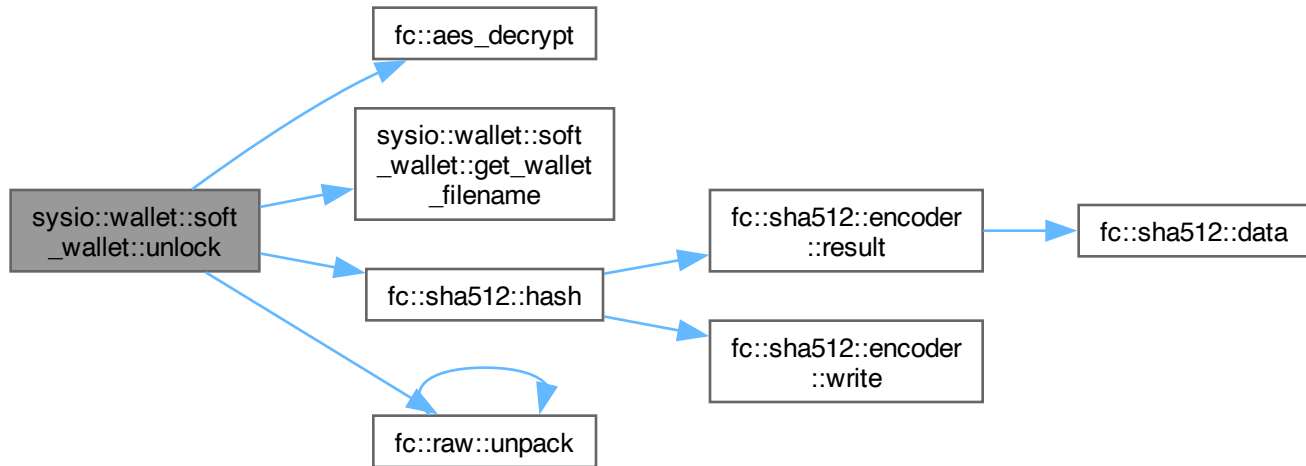 fc::aes_decrypt
sysio::wallet::soft
_wallet::get_wallet
_filename
sysio::wallet::soft
_wallet::unlock
fc::sha512::hash
fc::sha512::encoder
::result
fc::sha512::data
fc::sha512::encoder
::write
fc::raw::unpack